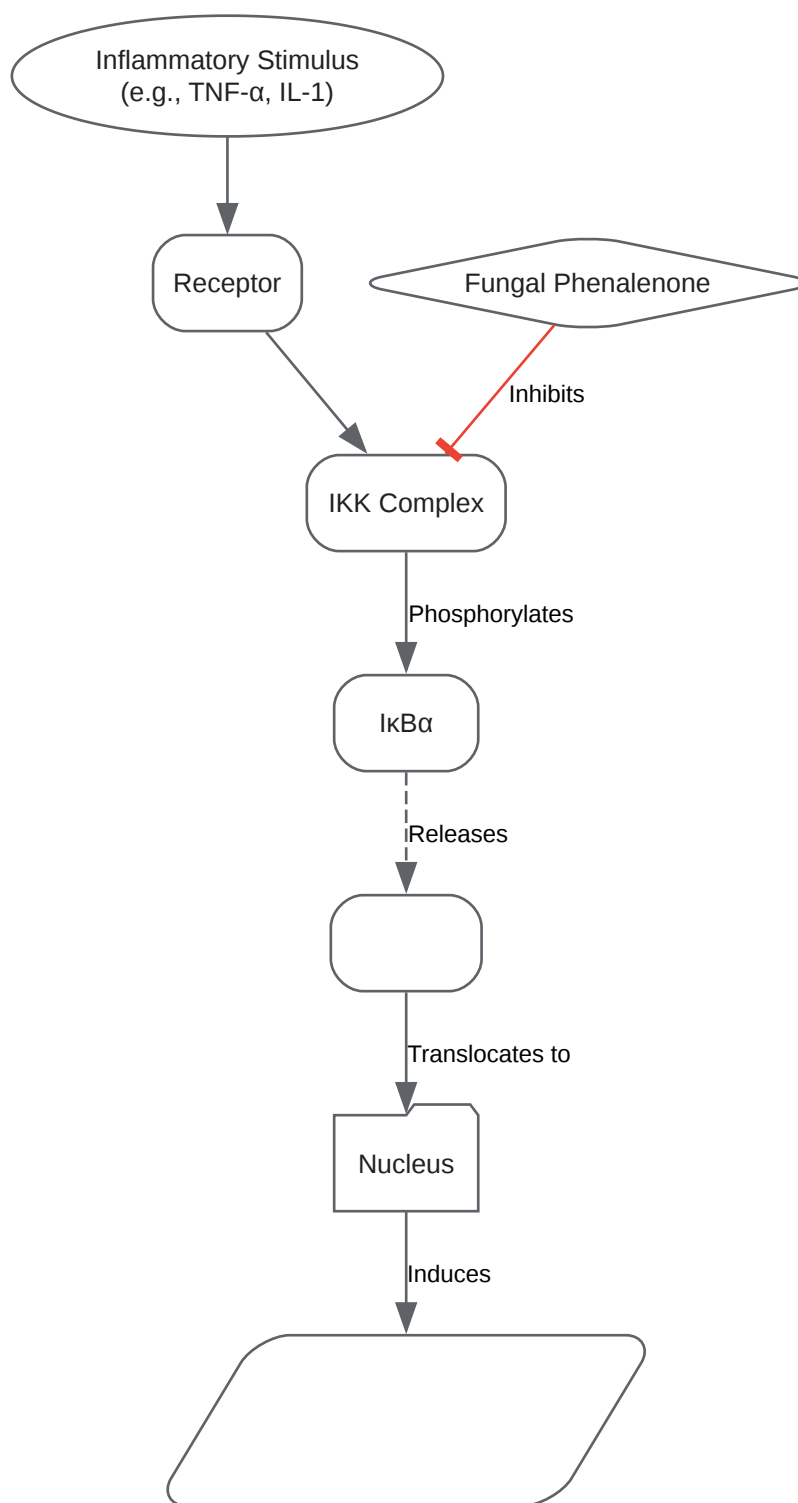 Inflammatory Stimulus
(e.g., TNF-α, IL-1)
Receptor
Fungal Phenalenone
Inhibits
IKK Complex
Phosphorylates
IκBα
Releases
Translocates to
Nucleus
Induces